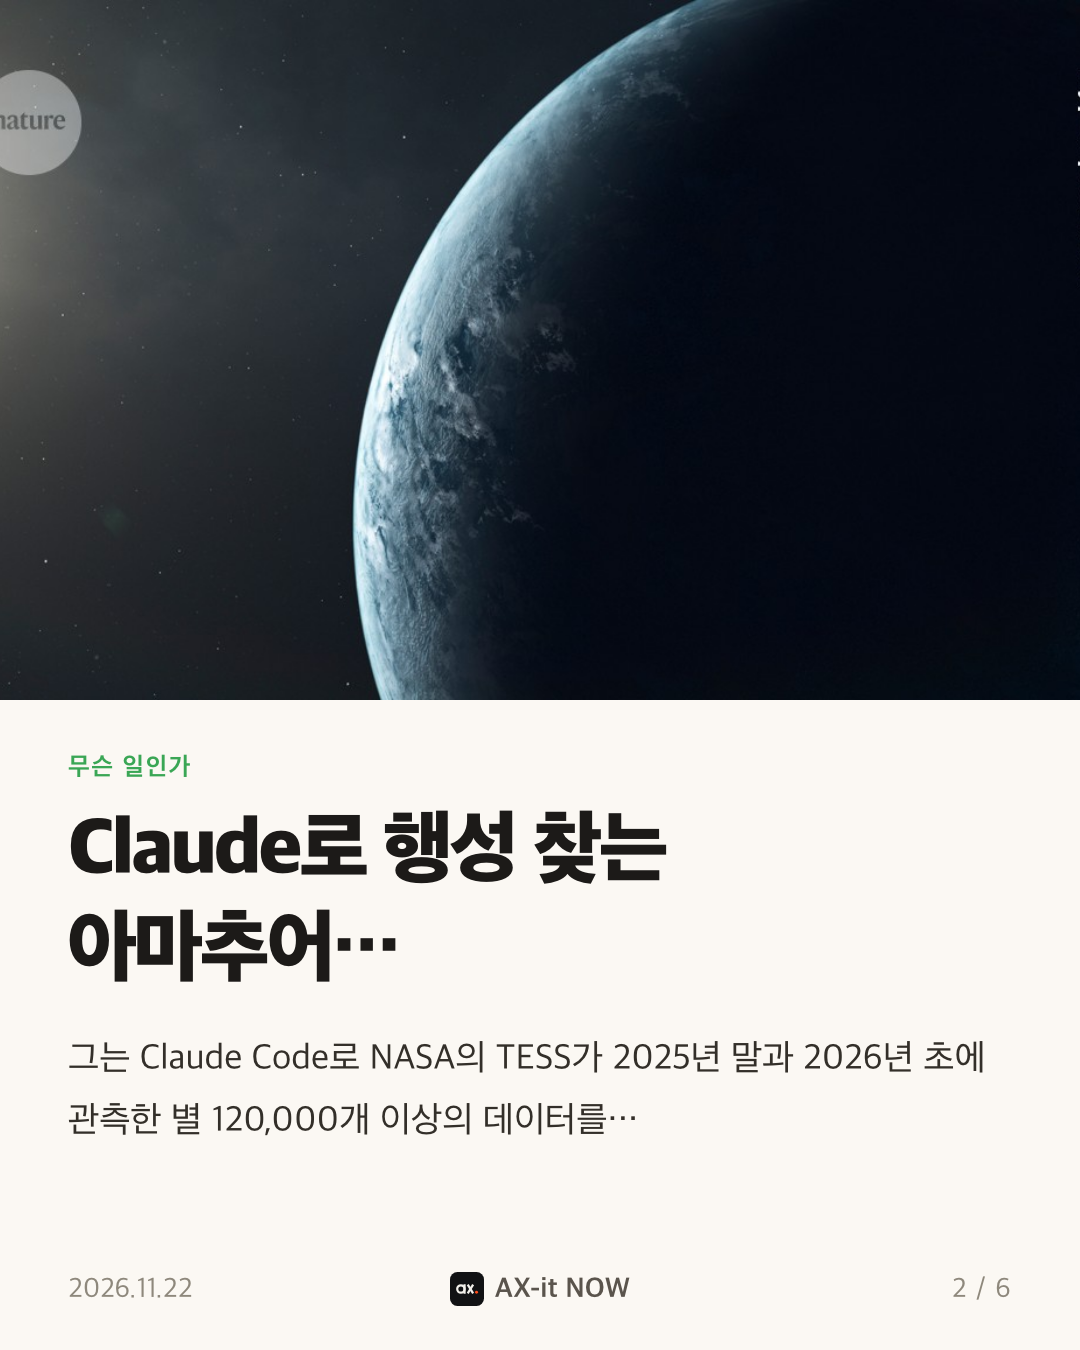 nature
무슨 일인가
Claude로 행성 찾는
아마추어…
그는 Claude Code로 NASA의 TESS가 2025년 말과 2026년 초에
관측한 별 120,000개 이상의 데이터를…
2026.11.22
ax. AX-it NOW
2 / 6